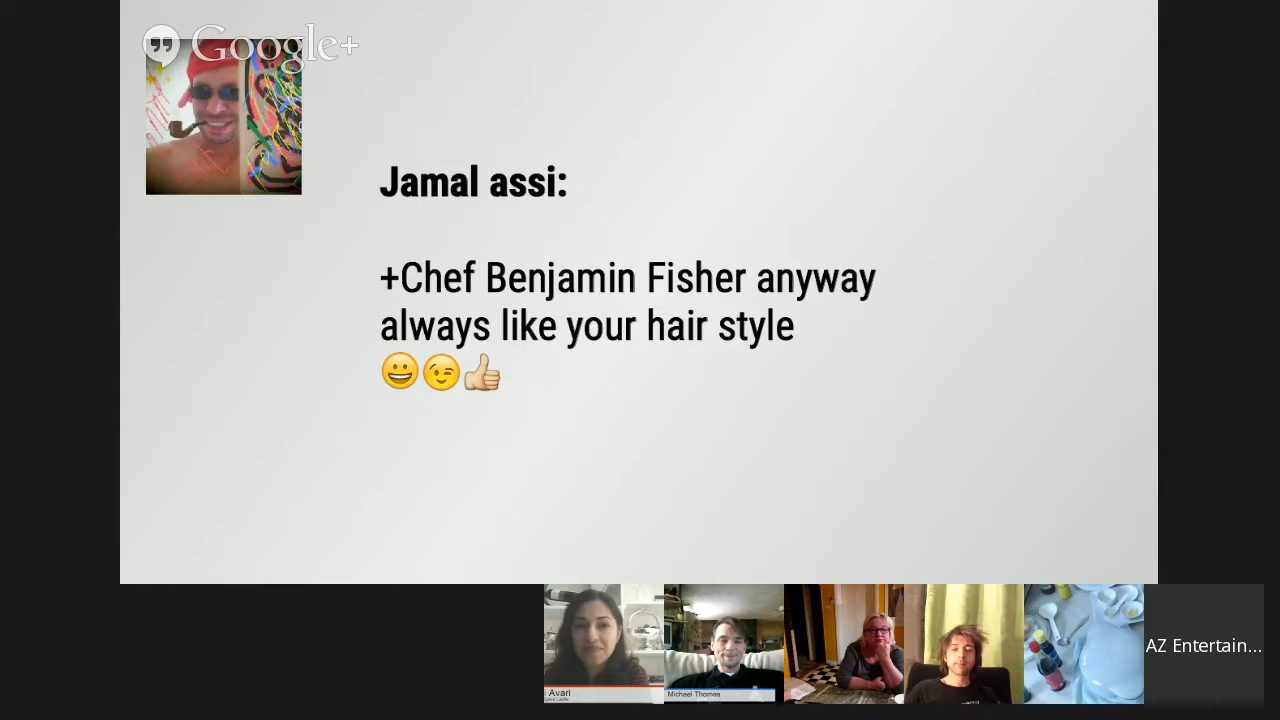 Google+
Jamal assi:
+Chef Benjamin Fisher anyway
always like your hair style
😀😉👍🏼
Avari
Michael Thomas
AZ Entertain...